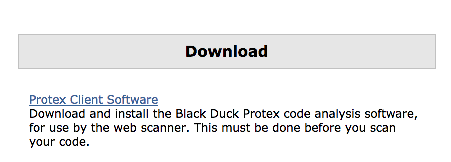 Download
Protex Client Software
Download and install the Black Duck Protex code analysis software,
for use by the web scanner. This must be done before you scan
your code.